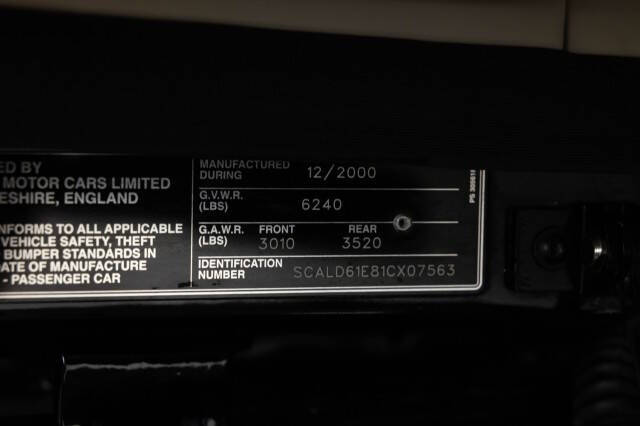 ED BY
MOTOR CARS LIMITED
ESHIRE, ENGLAND
NFORMS TO ALL APPLICABLE
VEHICLE SAFETY, THEFT
BUMPER STANDARDS IN
DATE OF MANUFACTURE
- PASSENGER CAR
MANUFACTURED
DURING 12/2000
G.V.W.R.
(LBS) 6240
G.A.W.R. FRONT REAR
(LBS) 3010 3520
IDENTIFICATION
NUMBER SCALD61E81CX07563